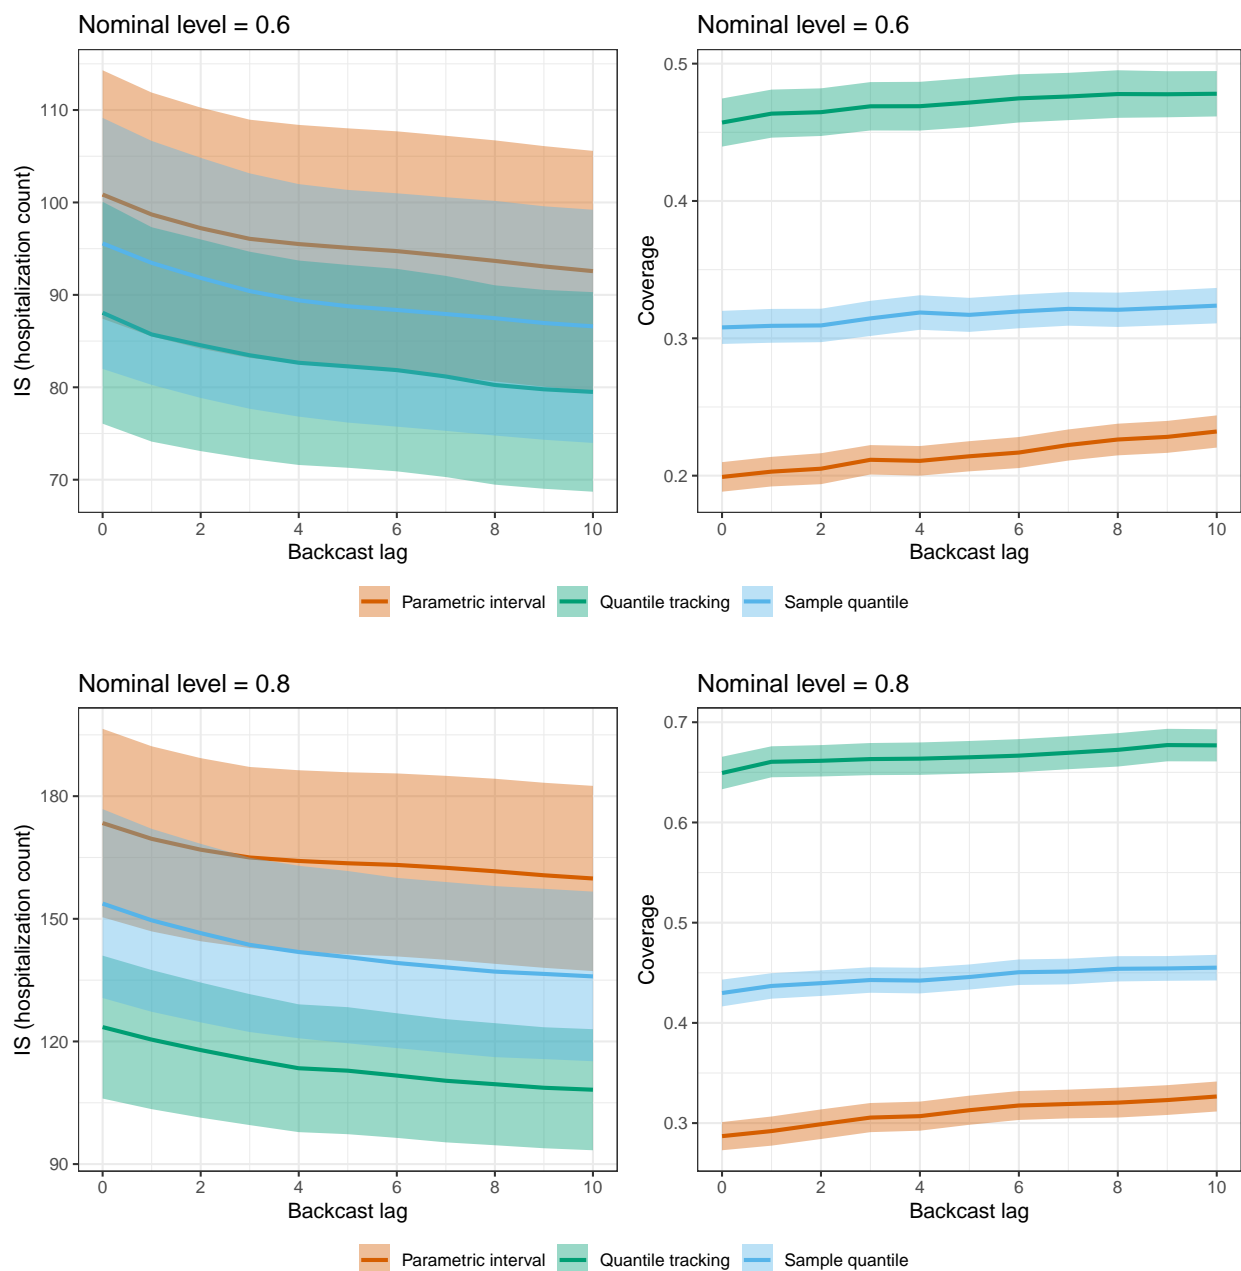 Nominal level = 0.6
IS (hospitalization count)
110
100
90
80
70
0 2 4 6 8 10
Backcast lag
Nominal level = 0.6
Coverage
0.5
0.4
0.3
0.2
0 2 4 6 8 10
Backcast lag
Parametric interval Quantile tracking Sample quantile
Nominal level = 0.8
IS (hospitalization count)
180
150
120
90
0 2 4 6 8 10
Backcast lag
Nominal level = 0.8
Coverage
0.7
0.6
0.5
0.4
0.3
0 2 4 6 8 10
Backcast lag
Parametric interval Quantile tracking Sample quantile